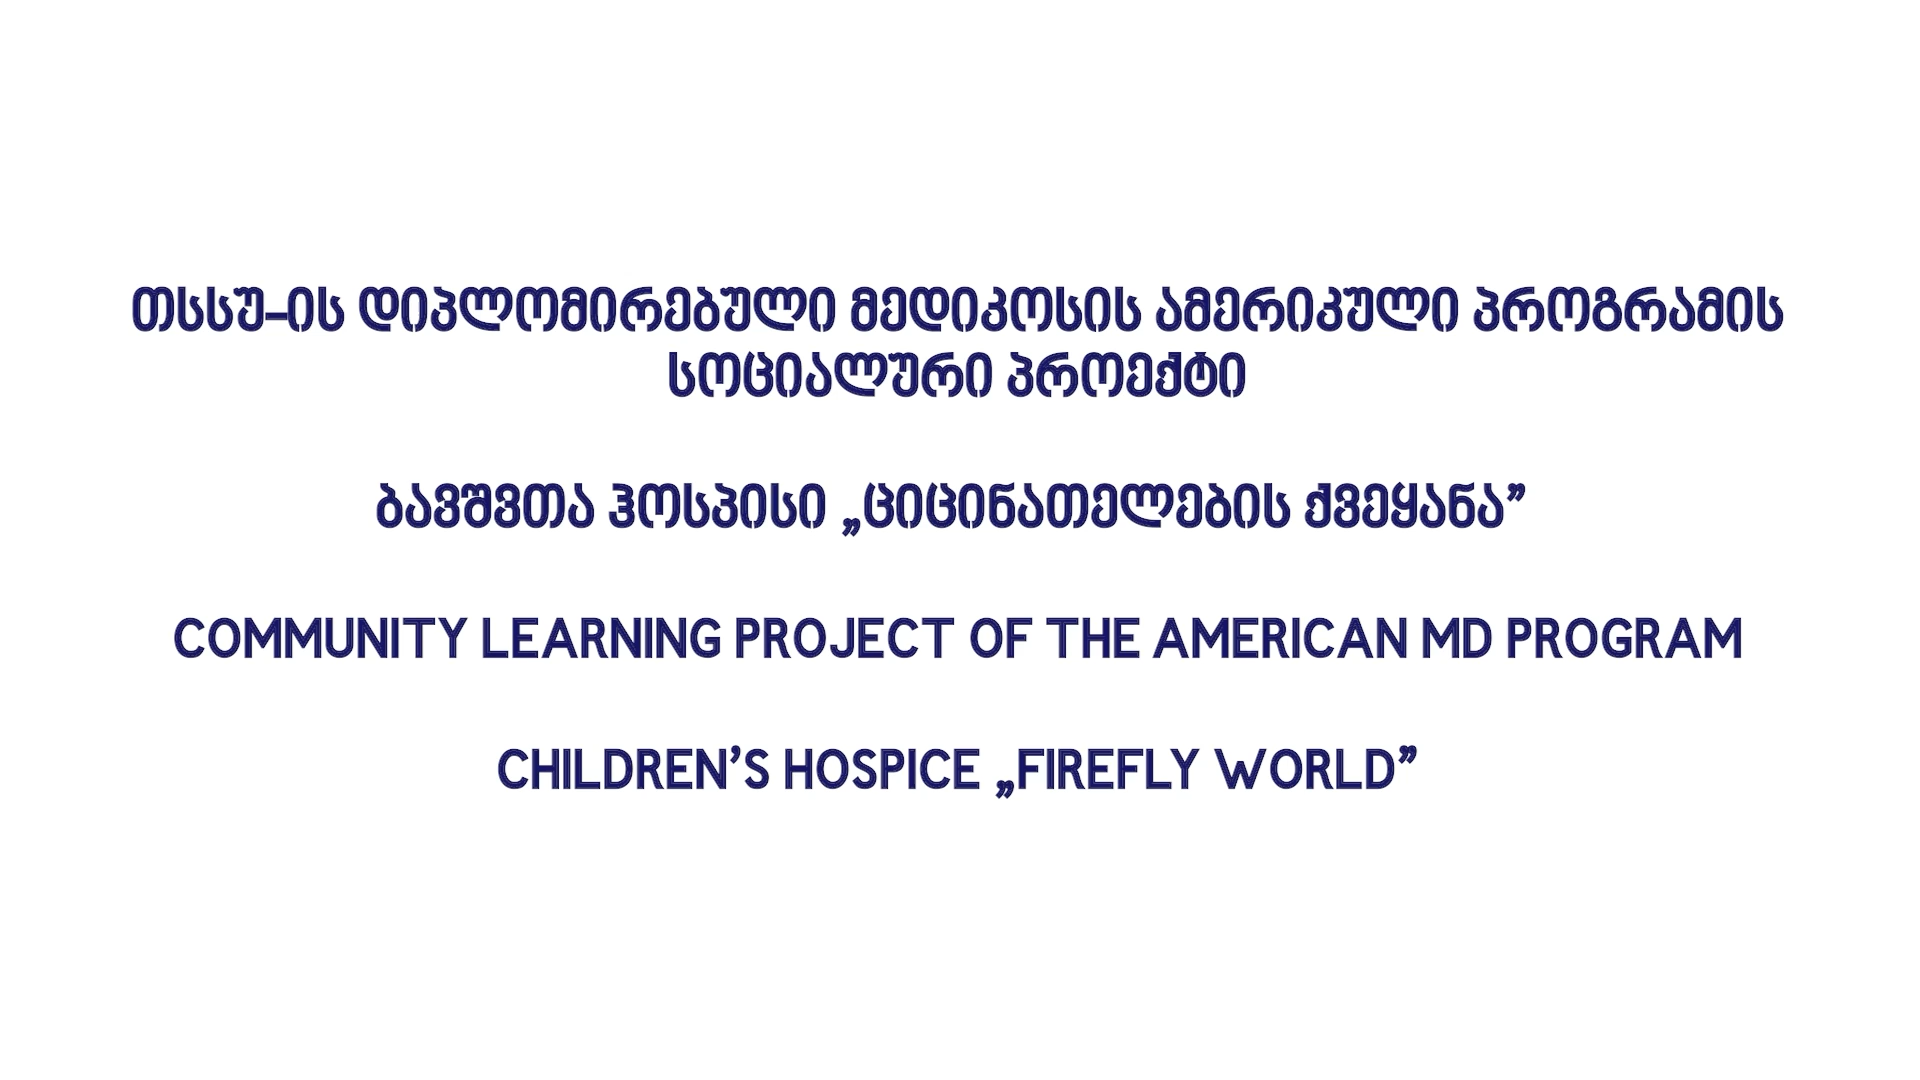 თსსუ-ის დიპლომირებული მედიკოსის ამერიკული პროგრამის
სოციალური პროექტი
ბავშვთა ჰოსპისი „ციცინათელების ქვეყანა”
COMMUNITY LEARNING PROJECT OF THE AMERICAN MD PROGRAM
CHILDREN’S HOSPICE „FIREFLY WORLD”